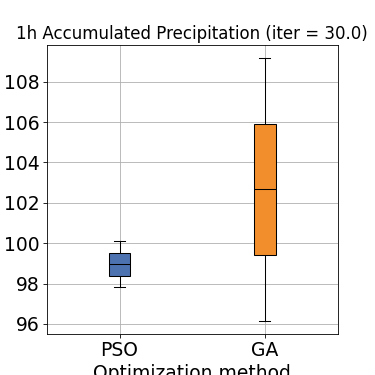 1h Accumulated Precipitation (iter = 30.0)
108
106
104
102
100
98
96
PSO GA
Optimization method